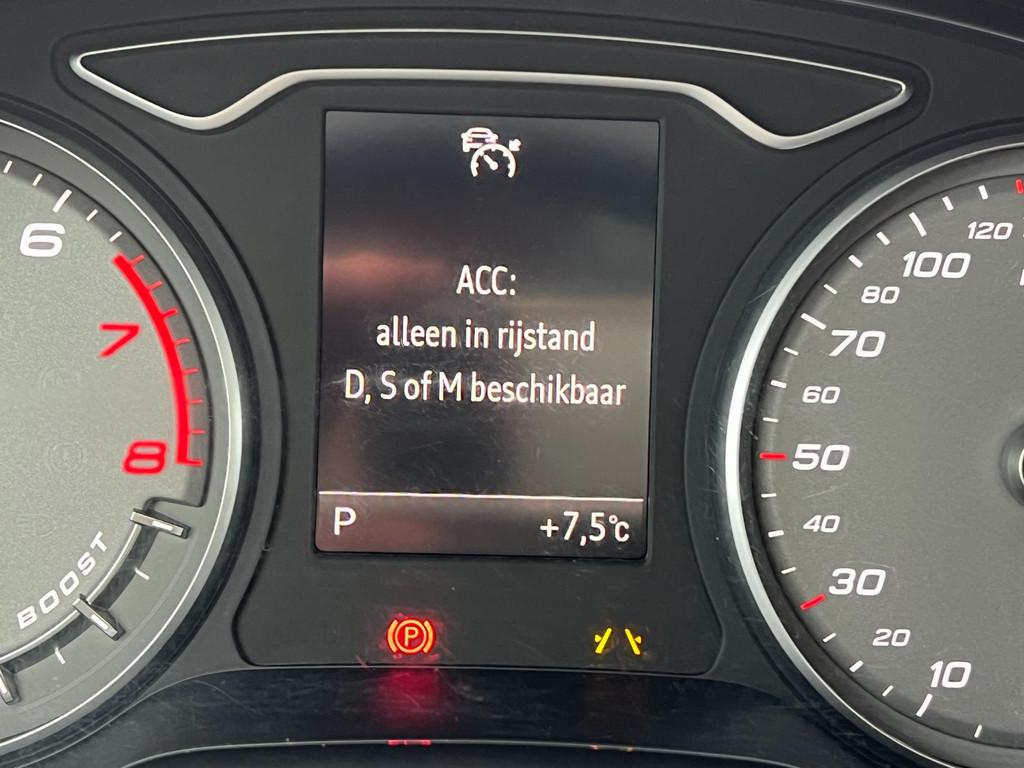 ACC:
alleen in rijstand
D, S of M beschikbaar
P +7,5°C
6
7
8
BOOST
120
100
80
70
60
50
40
30
20
10
P